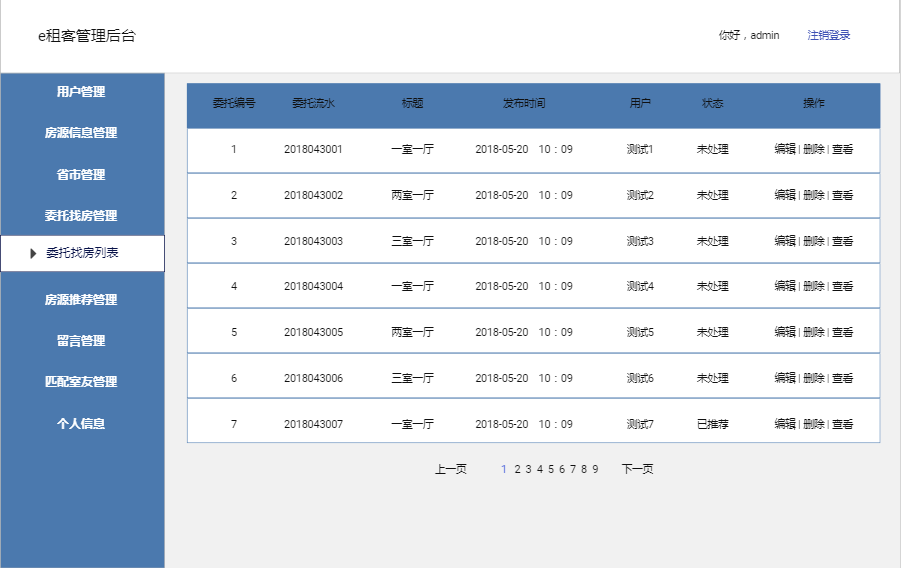 e租客管理后台
你好，admin 注销登录
用户管理
房源信息管理
省市管理
委托找房管理
委托找房列表
房源推荐管理
留言管理
匹配室友管理
个人信息
委托编号 委托流水 标题 发布时间 用户 状态 操作
1 2018043001 一室一厅 2018-05-20 10：09 测试1 未处理 编辑 | 删除 | 查看
2 2018043002 两室一厅 2018-05-20 10：09 测试2 未处理 编辑 | 删除 | 查看
3 2018043003 三室一厅 2018-05-20 10：09 测试3 未处理 编辑 | 删除 | 查看
4 2018043004 一室一厅 2018-05-20 10：09 测试4 未处理 编辑 | 删除 | 查看
5 2018043005 两室一厅 2018-05-20 10：09 测试5 未处理 编辑 | 删除 | 查看
6 2018043006 三室一厅 2018-05-20 10：09 测试6 未处理 编辑 | 删除 | 查看
7 2018043007 一室一厅 2018-05-20 10：09 测试7 已推荐 编辑 | 删除 | 查看
上一页 1 2 3 4 5 6 7 8 9 下一页